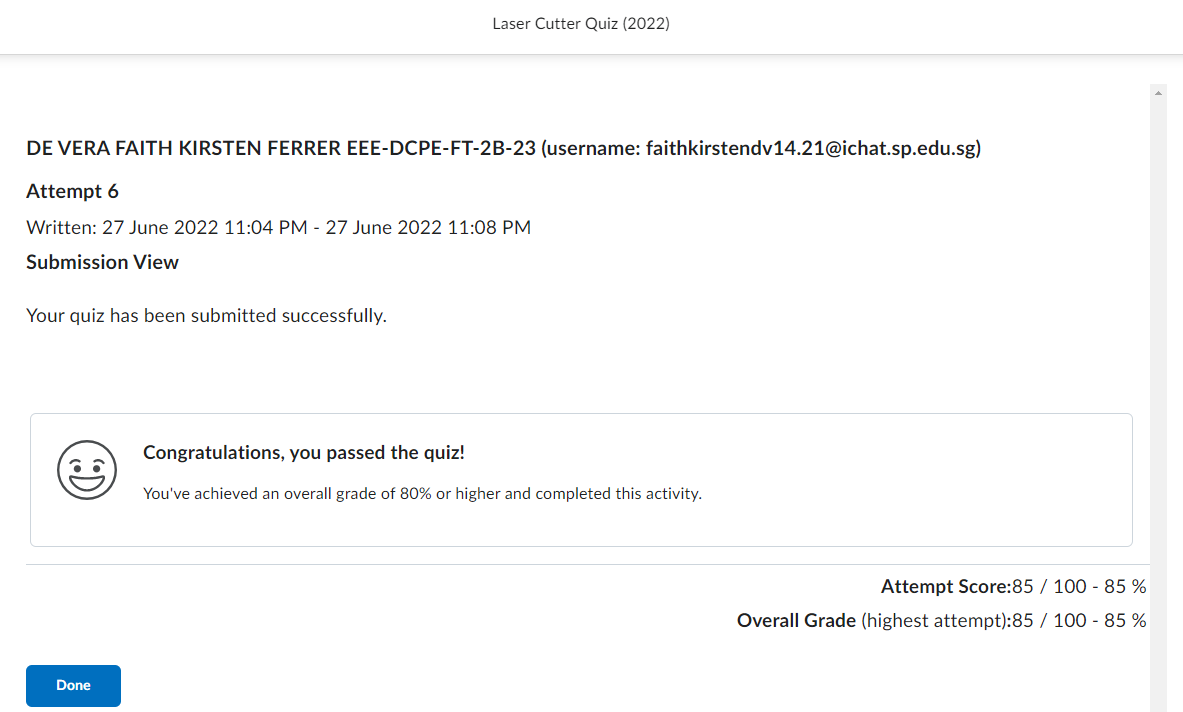 Laser Cutter Quiz (2022)
DE VERA FAITH KIRSTEN FERRER EEE-DCPE-FT-2B-23 (username: faithkirstendv14.21@ichat.sp.edu.sg)
Attempt 6
Written: 27 June 2022 11:04 PM - 27 June 2022 11:08 PM
Submission View
Your quiz has been submitted successfully.
Congratulations, you passed the quiz!
You've achieved an overall grade of 80% or higher and completed this activity.
Attempt Score:85 / 100 - 85 %
Overall Grade (highest attempt):85 / 100 - 85 %
Done